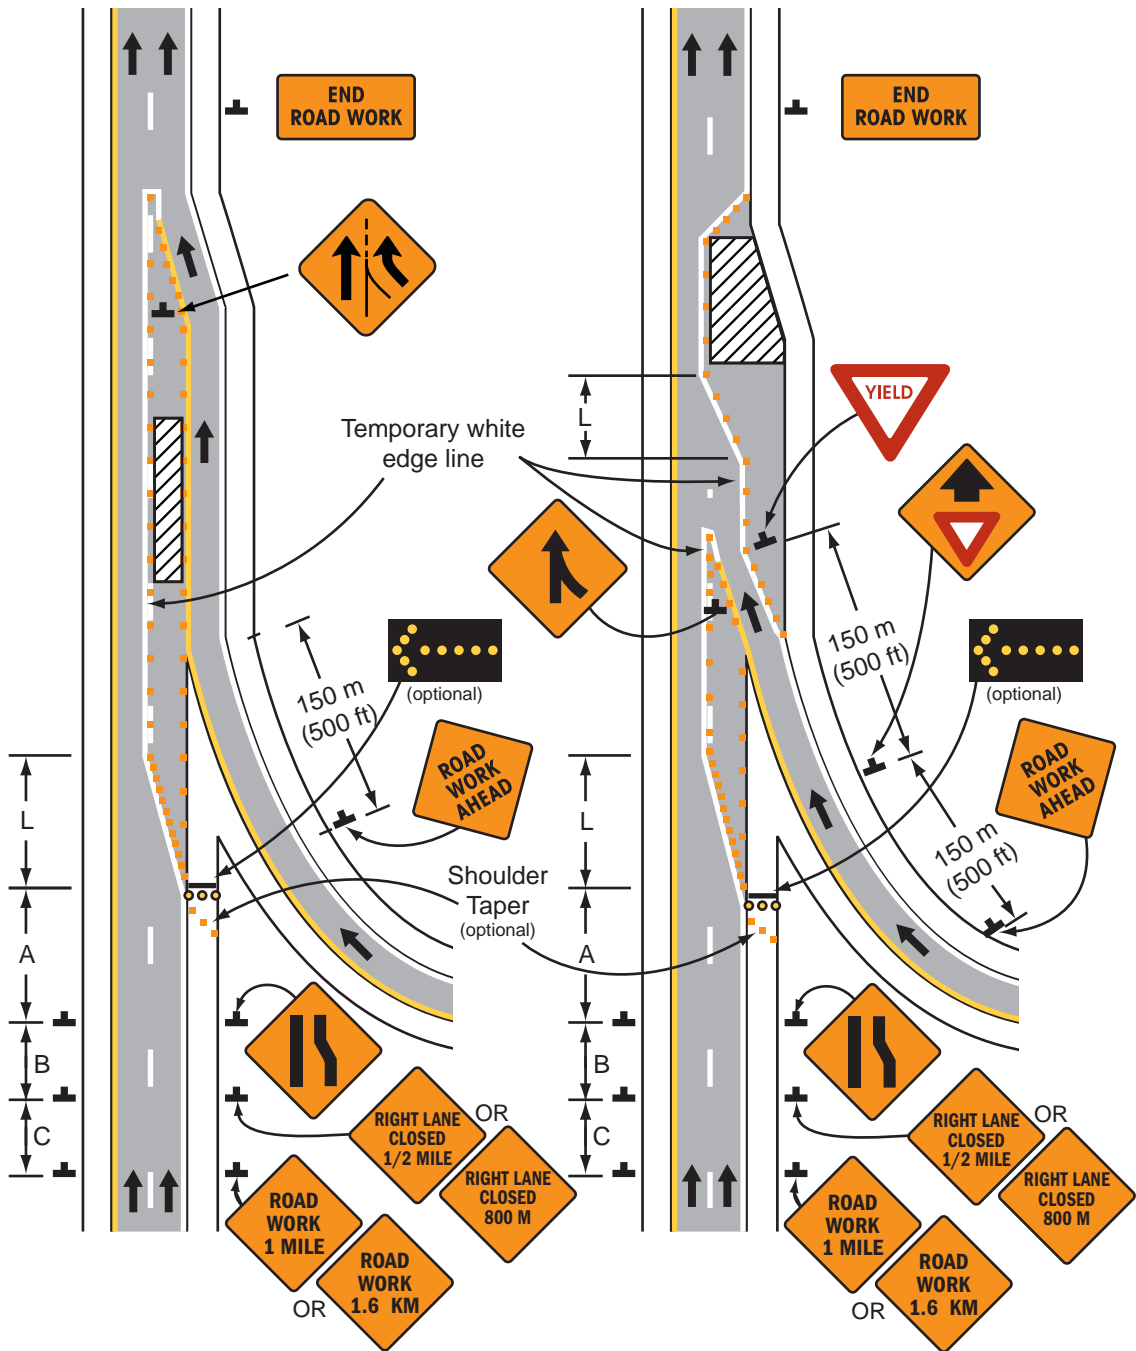 END
ROAD WORK
END
ROAD WORK
YIELD
L
Temporary white
edge line
150 m
(500 ft)
150 m
(500 ft)
(optional)
(optional)
ROAD
WORK
AHEAD
ROAD
WORK
AHEAD
L
L
150 m
(500 ft)
Shoulder
Taper
(optional)
A
A
B
B
C
C
RIGHT LANE
CLOSED
1/2 MILE
OR
RIGHT LANE
CLOSED
800 M
RIGHT LANE
CLOSED
1/2 MILE
OR
RIGHT LANE
CLOSED
800 M
ROAD
WORK
1 MILE
OR
ROAD
WORK
1.6 KM
ROAD
WORK
1 MILE
OR
ROAD
WORK
1.6 KM